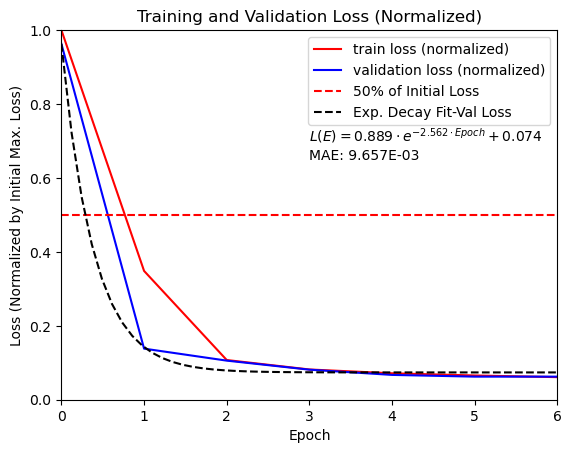 Training and Validation Loss (Normalized)
Loss (Normalized by Initial Max. Loss)
1.0
0.8
0.6
0.4
0.2
0.0
train loss (normalized)
validation loss (normalized)
50% of Initial Loss
Exp. Decay Fit-Val Loss
L(E) = 0.889 · e^{−2.562 · Epoch} + 0.074
MAE: 9.657E-03
0 1 2 3 4 5 6
Epoch